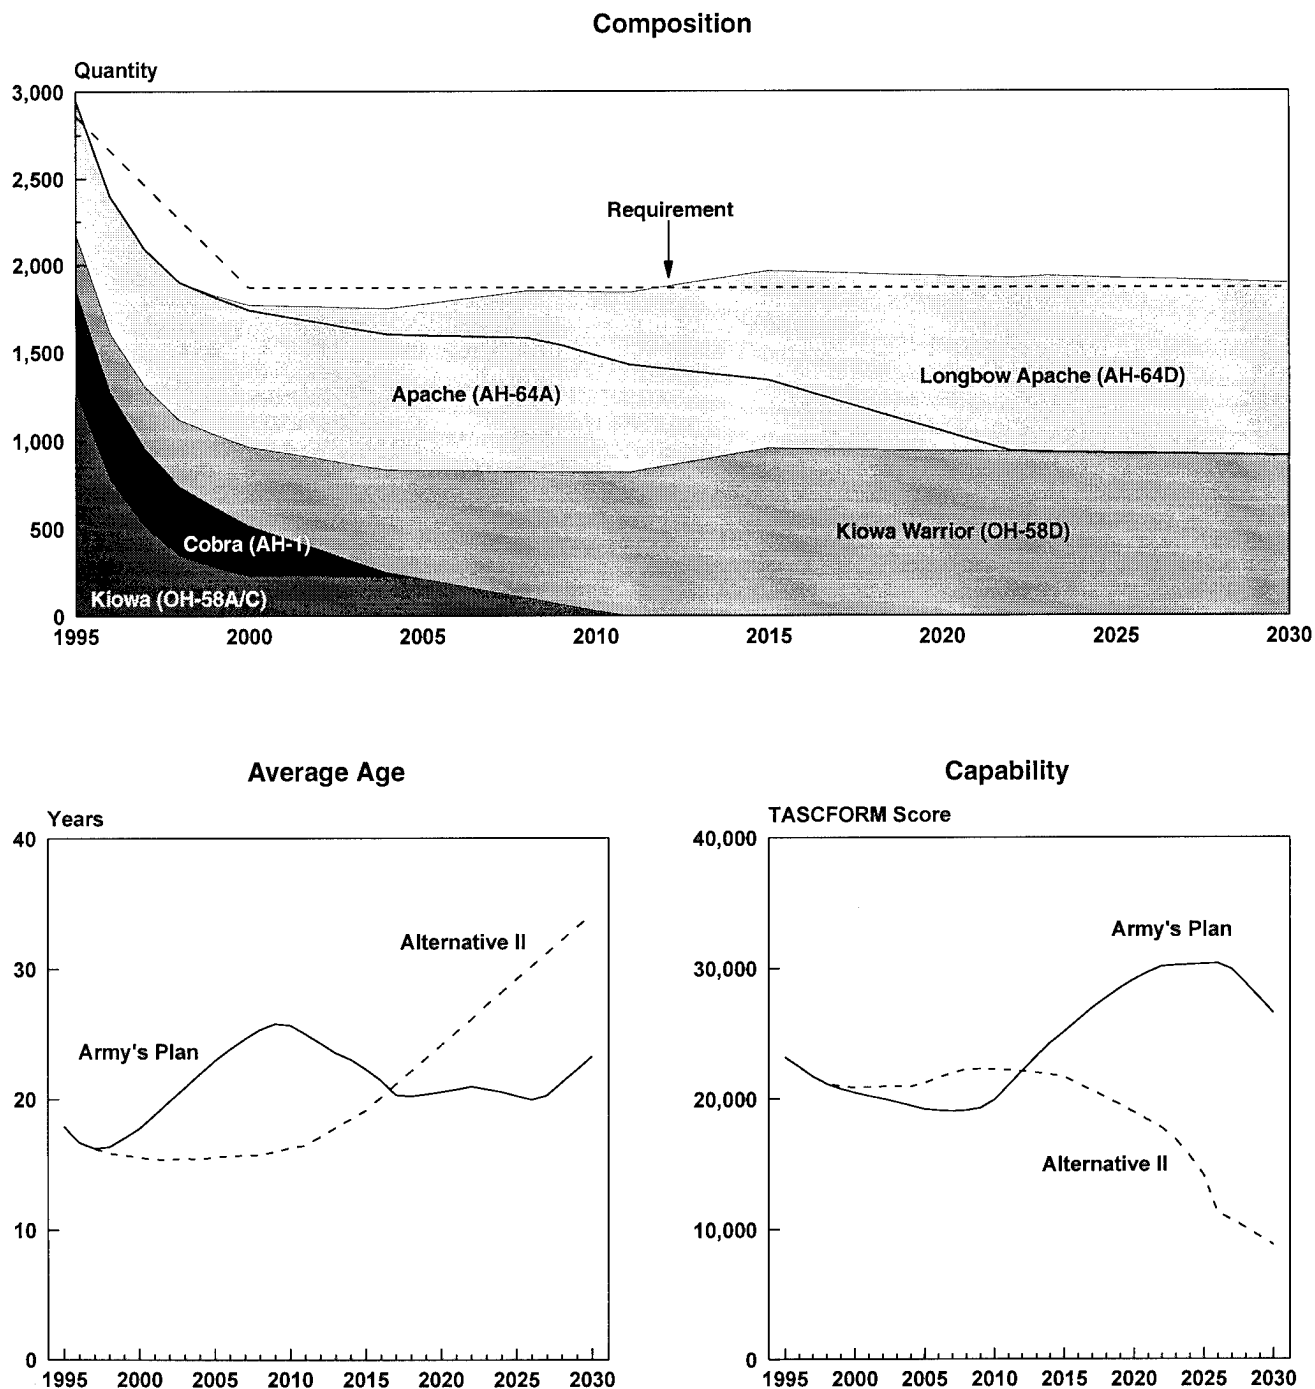 Composition
Quantity
3,000
2,500
Requirement
2,000
1,500
Longbow Apache (AH-64D)
Apache (AH-64A)
1,000
Kiowa Warrior (OH-58D)
500
Cobra (AH-1)
Kiowa (OH-58A/C)
0
1995 2000 2005 2010 2015 2020 2025 2030
Average Age
Years
40
Alternative II
30
Army's Plan
20
10
0
1995 2000 2005 2010 2015 2020 2025 2030
Capability
TASCFORM Score
40,000
Army's Plan
30,000
20,000
Alternative II
10,000
0
1995 2000 2005 2010 2015 2020 2025 2030